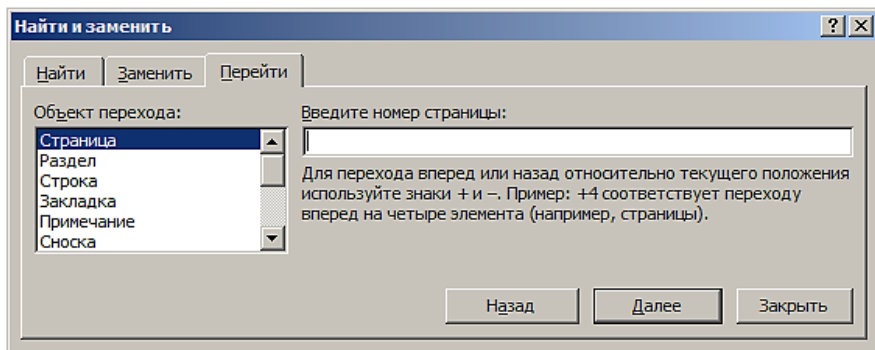 Найти и заменить
Найти Заменить Перейти
Объект перехода:
Страница
Раздел
Строка
Закладка
Примечание
Сноска
Введите номер страницы:
Для перехода вперед или назад относительно текущего положения
используйте знаки + и –. Пример: +4 соответствует переходу
вперед на четыре элемента (например, страницы).
Назад Далее Закрыть